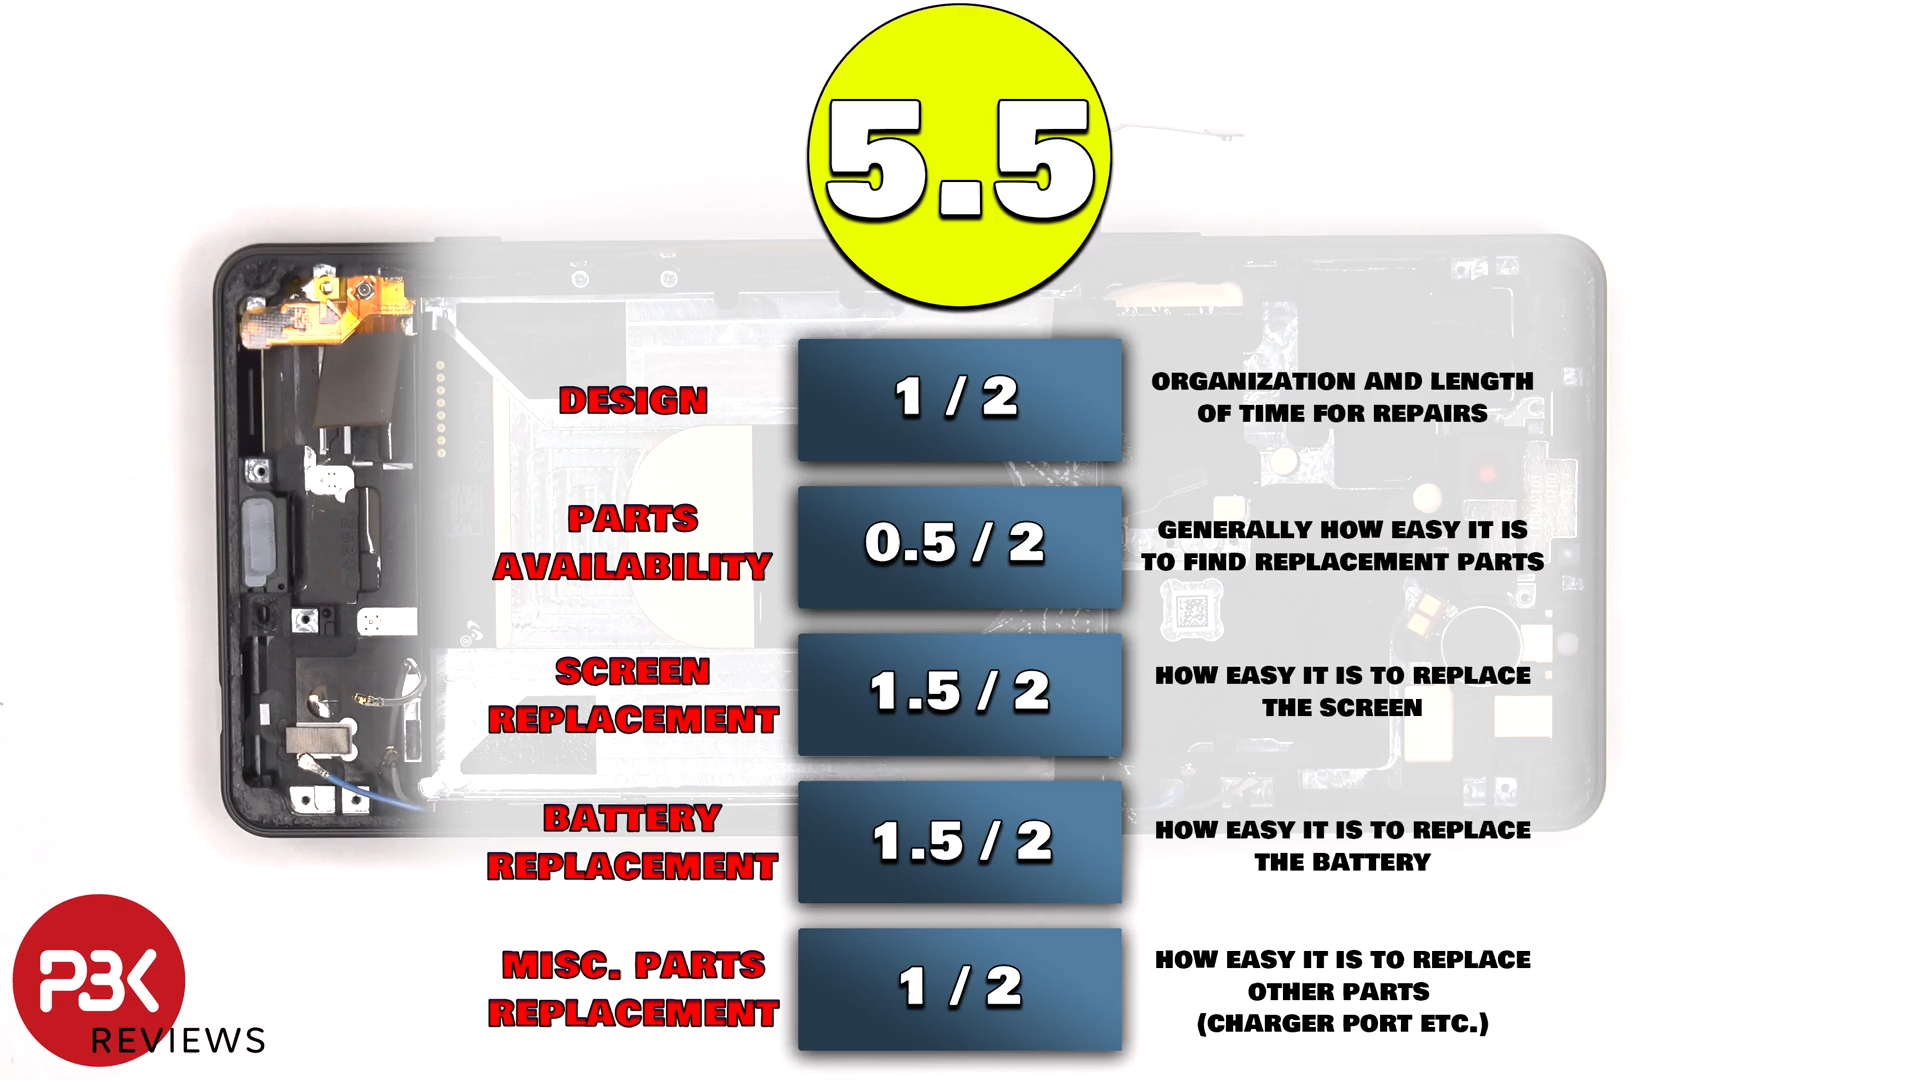 5.5
DESIGN
1 / 2
ORGANIZATION AND LENGTH
OF TIME FOR REPAIRS
PARTS
AVAILABILITY
0.5 / 2
GENERALLY HOW EASY IT IS
TO FIND REPLACEMENT PARTS
SCREEN
REPLACEMENT
1.5 / 2
HOW EASY IT IS TO REPLACE
THE SCREEN
BATTERY
REPLACEMENT
1.5 / 2
HOW EASY IT IS TO REPLACE
THE BATTERY
MISC. PARTS
REPLACEMENT
1 / 2
HOW EASY IT IS TO REPLACE
OTHER PARTS
(CHARGER PORT ETC.)
PBK
REVIEWS